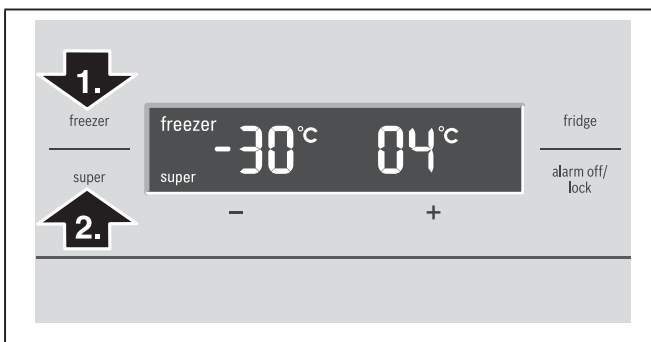 1.
freezer
super
2.
freezer
-30°C 04°C
super
- +
fridge
alarm off/
lock